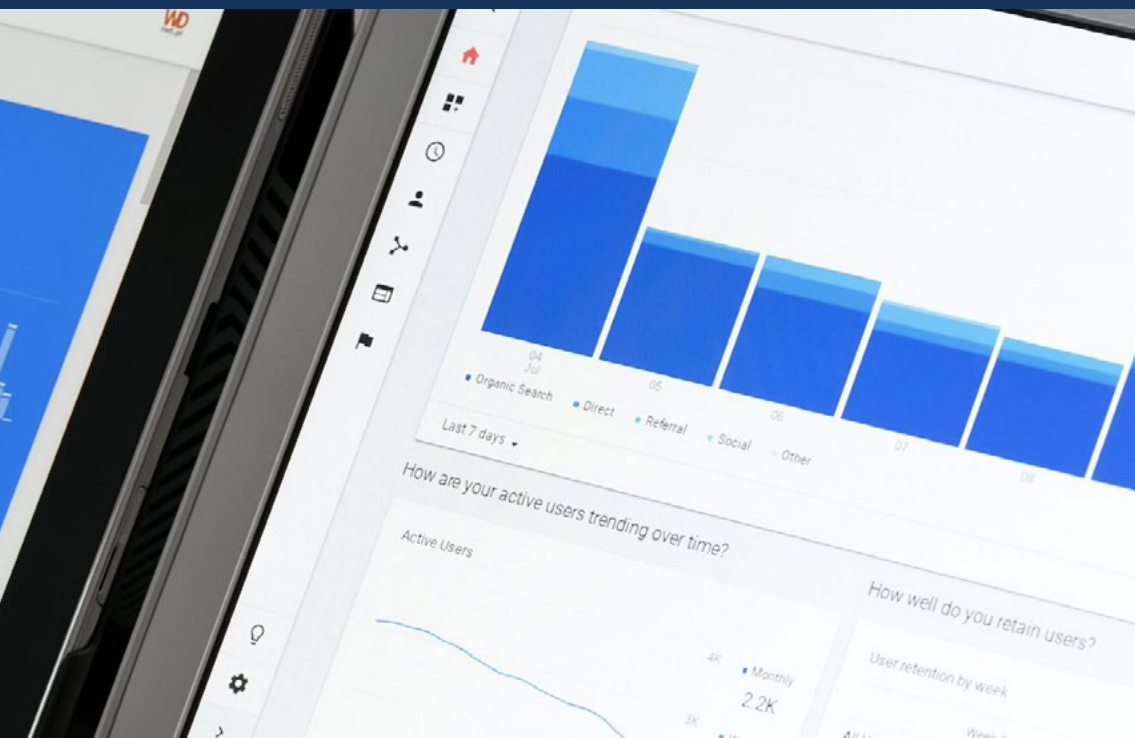 WD
net.pl
04
Jul
05
06
07
08
Organic Search
Direct
Referral
Social
Other
Last 7 days
How are your active users trending over time?
Active Users
4K
Monthly
2.2K
3K
How well do you retain users?
User retention by week